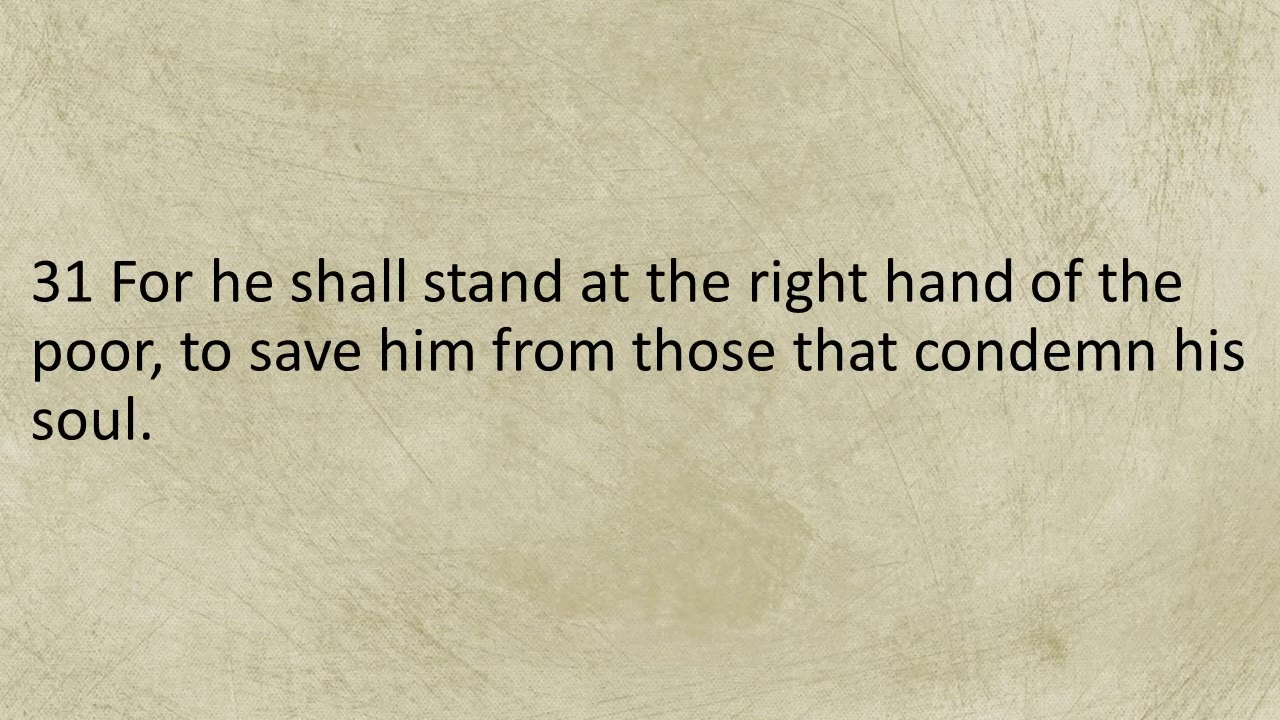 31 For he shall stand at the right hand of the
poor, to save him from those that condemn his
soul.